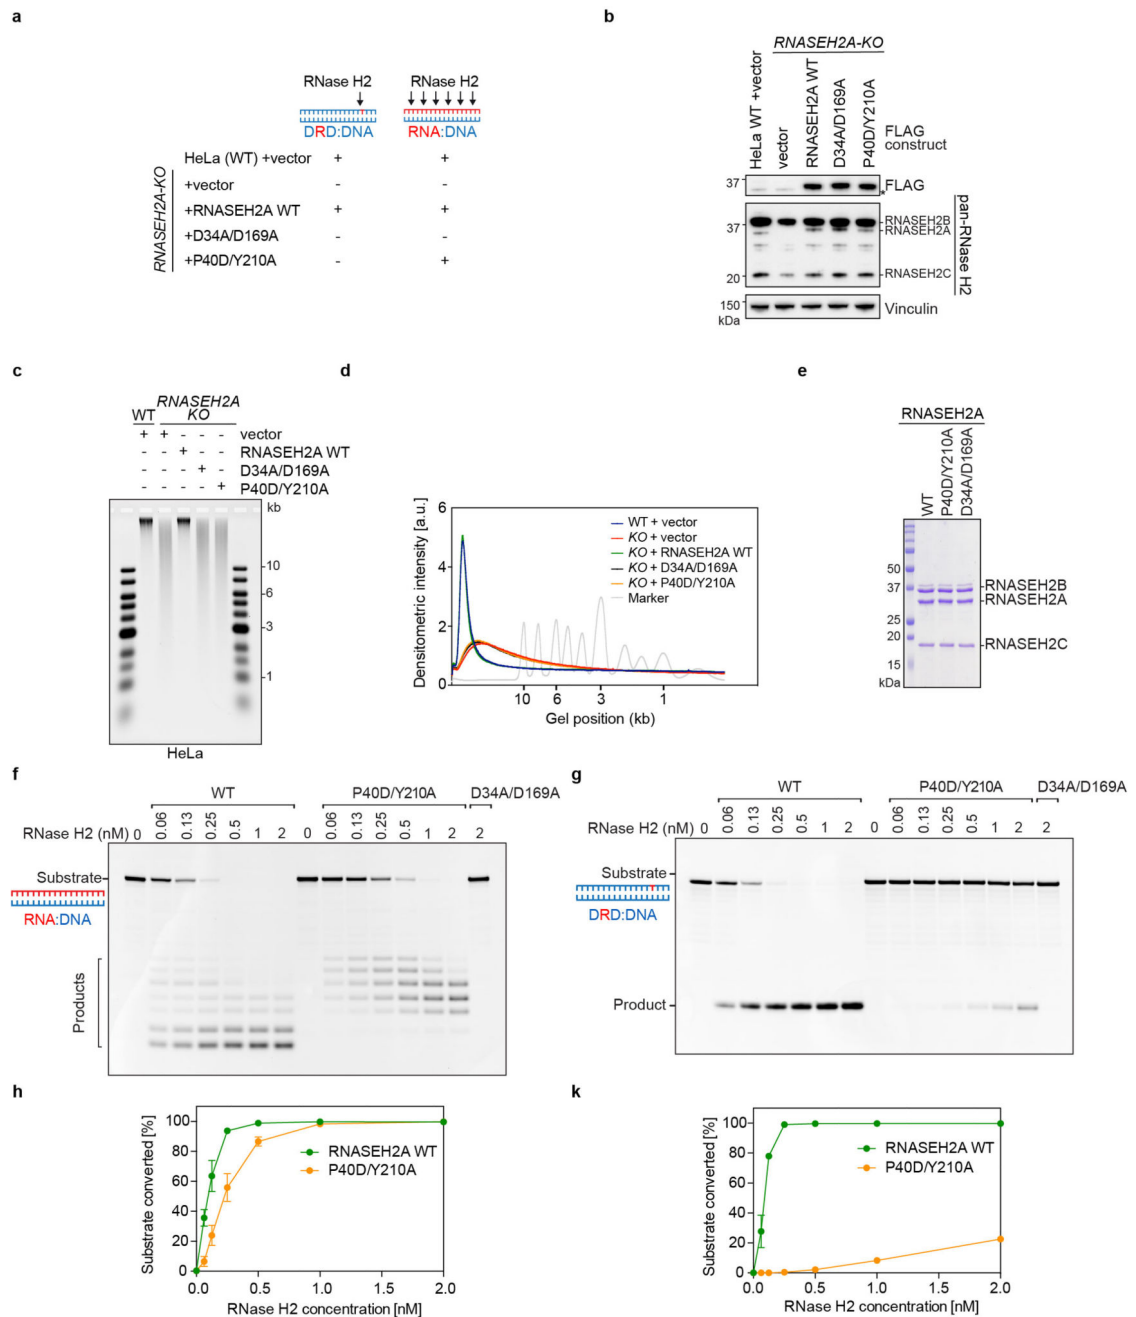 a
RNase H2 RNase H2
DRD:DNA RNA:DNA
HeLa (WT) +vector + +
RNASEH2A-KO
+vector - -
+RNASEH2A WT + +
+D34A/D169A - -
+P40D/Y210A - +
b
RNASEH2A-KO
HeLa WT +vector
vector
RNASEH2A WT
D34A/D169A
P40D/Y210A
FLAG
construct
37 FLAG
*
37 RNASEH2B
RNASEH2A
20 RNASEH2C
pan-RNase H2
150 Vinculin
kDa
c
RNASEH2A
WT KO
+ + - - - vector
- - + - - RNASEH2A WT
- - - + - D34A/D169A
- - - - + P40D/Y210A
kb
10
6
3
1
HeLa
d
Densitometric intensity [a.u.]
6
4
2
0
WT + vector
KO + vector
KO + RNASEH2A WT
KO + D34A/D169A
KO + P40D/Y210A
Marker
10 6 3 1
Gel position (kb)
e
RNASEH2A
WT
P40D/Y210A
D34A/D169A
50
37 RNASEH2B
RNASEH2A
25
20
RNASEH2C
15
kDa
f
WT P40D/Y210A D34A/D169A
RNase H2 (nM) 0 0.06 0.13 0.25 0.5 1 2 0 0.06 0.13 0.25 0.5 1 2 2
Substrate
RNA:DNA
Products
g
WT P40D/Y210A D34A/D169A
RNase H2 (nM) 0 0.06 0.13 0.25 0.5 1 2 0 0.06 0.13 0.25 0.5 1 2 2
Substrate
DRD:DNA
Product
h
Substrate converted [%]
100
80
60
40
20
0
RNASEH2A WT
P40D/Y210A
0.0 0.5 1.0 1.5 2.0
RNase H2 concentration [nM]
k
Substrate converted [%]
100
80
60
40
20
0
RNASEH2A WT
P40D/Y210A
0.0 0.5 1.0 1.5 2.0
RNase H2 concentration [nM]